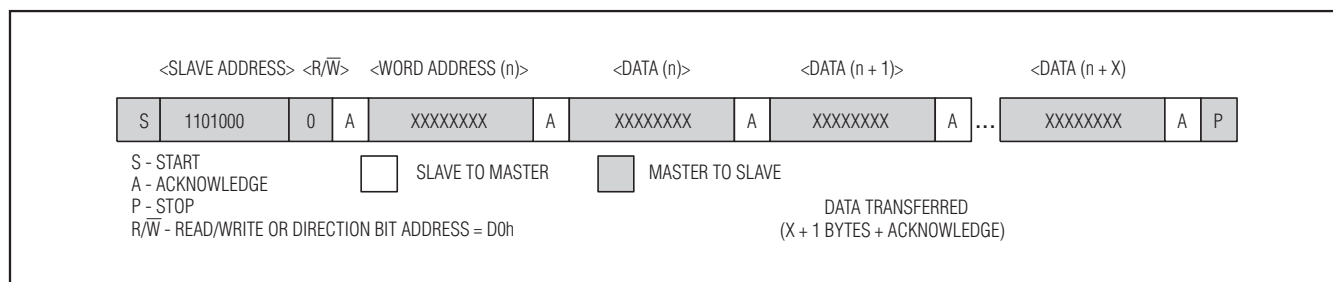 <SLAVE ADDRESS> <R/W̅> <WORD ADDRESS (n)> <DATA (n)> <DATA (n + 1)> <DATA (n + X)
S 1101000 0 A XXXXXXXX A XXXXXXXX A XXXXXXXX A ... XXXXXXXX A P
S - START
A - ACKNOWLEDGE
P - STOP
R/W̅ - READ/WRITE OR DIRECTION BIT ADDRESS = D0h
SLAVE TO MASTER
MASTER TO SLAVE
DATA TRANSFERRED
(X + 1 BYTES + ACKNOWLEDGE)